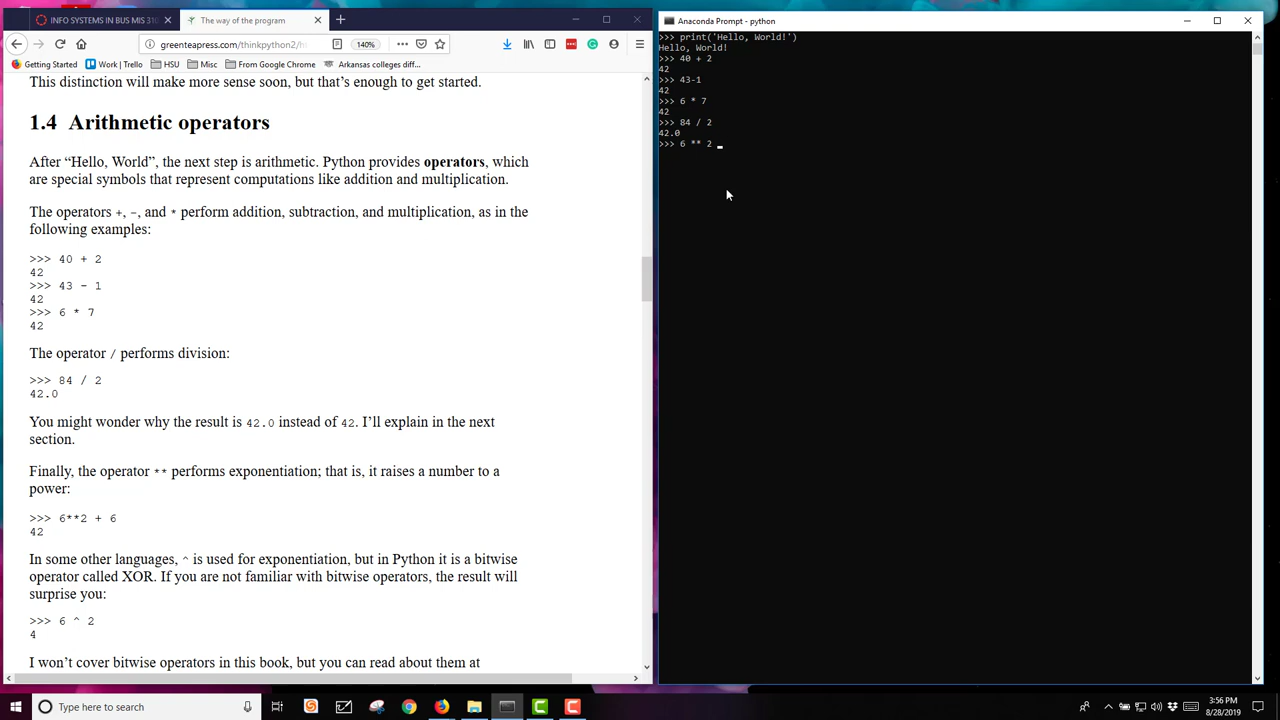 INFO SYSTEMS IN BUS MIS 310
The way of the program
greenteapress.com/thinkpython2/h
140%
Getting Started
Work | Trello
HSU
Misc
From Google Chrome
Arkansas colleges diff...
This distinction will make more sense soon, but that’s enough to get started.
1.4 Arithmetic operators
After “Hello, World”, the next step is arithmetic. Python provides operators, which
are special symbols that represent computations like addition and multiplication.
The operators +, -, and * perform addition, subtraction, and multiplication, as in the
following examples:
>>> 40 + 2
42
>>> 43 - 1
42
>>> 6 * 7
42
The operator / performs division:
>>> 84 / 2
42.0
You might wonder why the result is 42.0 instead of 42. I’ll explain in the next
section.
Finally, the operator ** performs exponentiation; that is, it raises a number to a
power:
>>> 6**2 + 6
42
In some other languages, ^ is used for exponentiation, but in Python it is a bitwise
operator called XOR. If you are not familiar with bitwise operators, the result will
surprise you:
>>> 6 ^ 2
4
I won’t cover bitwise operators in this book, but you can read about them at
Anaconda Prompt - python
>>> print('Hello, World!')
Hello, World!
>>> 40 + 2
42
>>> 43-1
42
>>> 6 * 7
42
>>> 84 / 2
42.0
>>> 6 ** 2 _
Type here to search
3:56 PM
8/28/2019